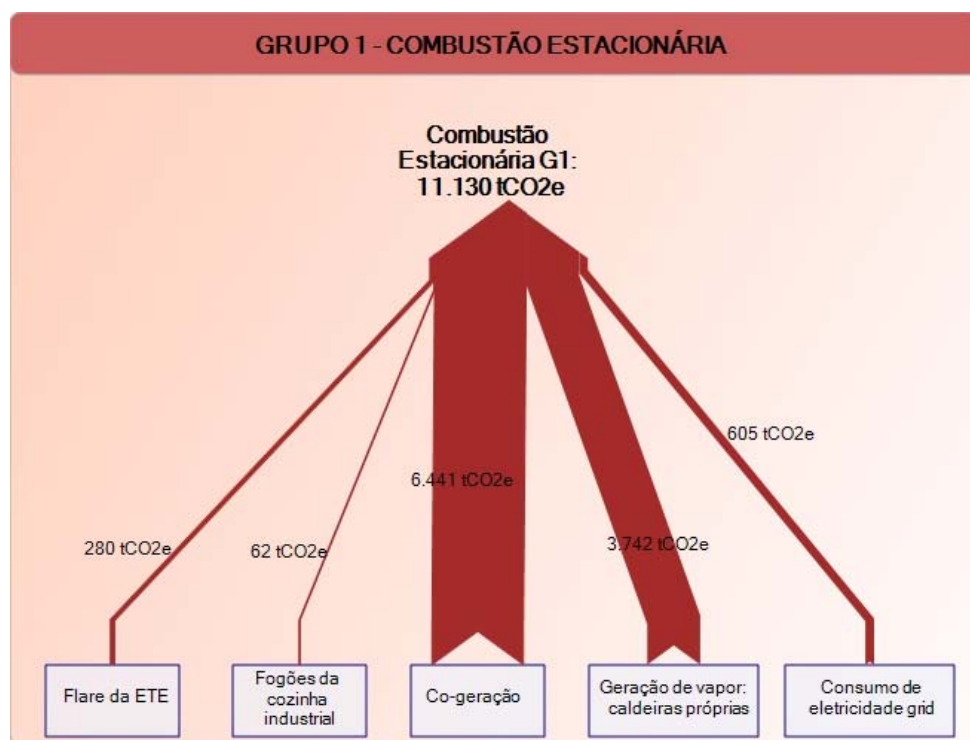 GRUPO 1 - COMBUSTÃO ESTACIONÁRIA
Combustão
Estacionária G1:
11.130 tCO2e
605 tCO2e
6.441 tCO2e
280 tCO2e
62 tCO2e
3.742 tCO2e
Flare da ETE
Fogões da
cozinha
industrial
Co-geração
Geração de vapor:
caldeiras próprias
Consumo de
eletricidade grid